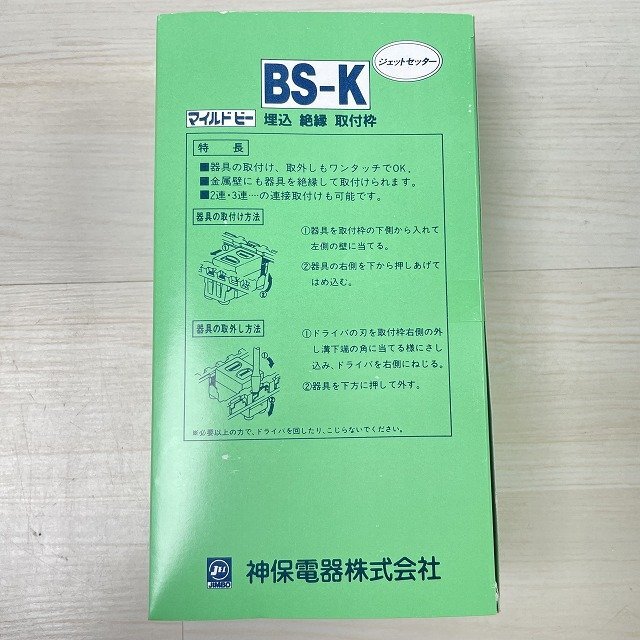 ジェットセッター
BS-K
マイルドビー 埋込 絶縁 取付枠
特長
■器具の取付け、取外しもワンタッチでOK。
■金属壁にも器具を絶縁して取付けられます。
■2連・3連‥‥の連接取付けも可能です。
器具の取付け方法
①器具を取付枠の下側から入れて
左側の壁に当てる。
②器具の右側を下から押しあげて
はめ込む。
器具の取外し方法
①ドライバの刃を取付枠右側の外
し溝下端の角に当てる様にさし
込み、ドライバを右側にねじる。
②器具を下方に押して外す。
※必要以上の力で、ドライバを回したり、こじらないでください。
JIMBO
神保電器株式会社